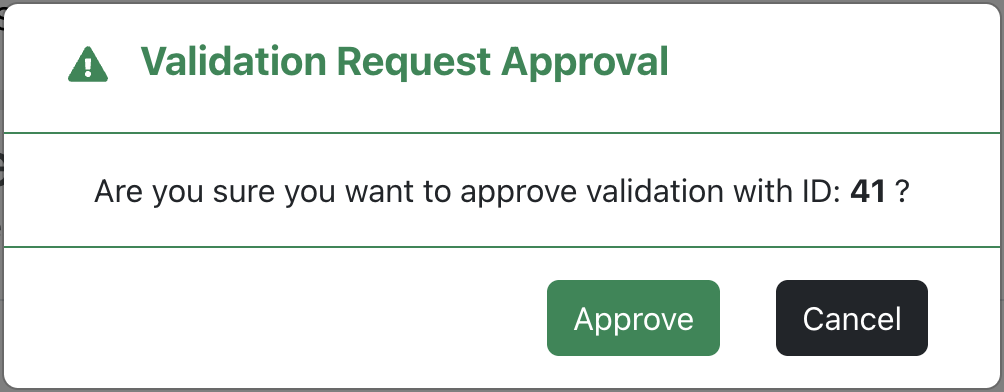 Validation Request Approval
Are you sure you want to approve validation with ID: 41 ?
Approve
Cancel